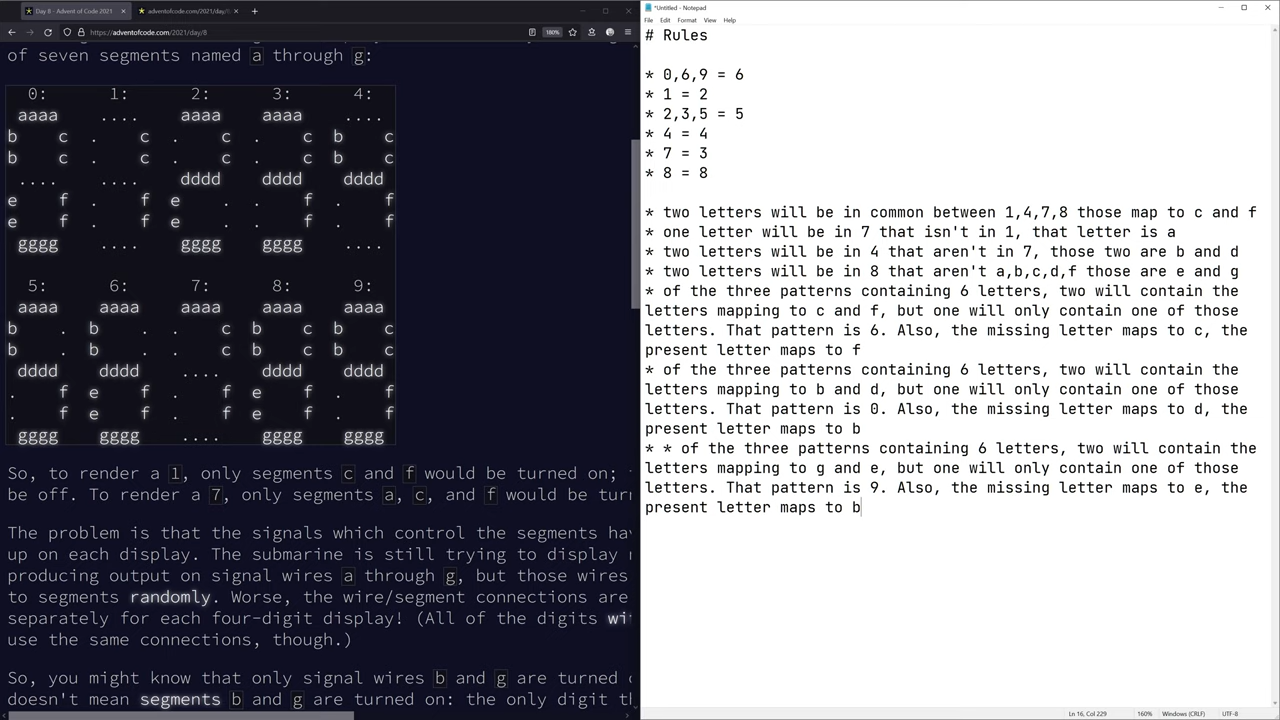 Day 8 - Advent of Code 2021
adventofcode.com/2021/day/8/i
https://adventofcode.com/2021/day/8
180%
of seven segments named a through g:
0: 1: 2: 3: 4:
aaaa .... aaaa aaaa ....
b c . c . c . c b c
b c . c . c . c b c
.... .... dddd dddd dddd
e f . f e . . f . f
e f . f e . . f . f
gggg .... gggg gggg ....
5: 6: 7: 8: 9:
aaaa aaaa aaaa aaaa aaaa
b . b . . c b c b c
b . b . . c b c b c
dddd dddd .... dddd dddd
. f e f . f e f . f
. f e f . f e f . f
gggg gggg .... gggg gggg
So, to render a 1, only segments c and f would be turned on;
be off. To render a 7, only segments a, c, and f would be tur
The problem is that the signals which control the segments hav
up on each display. The submarine is still trying to display
producing output on signal wires a through g, but those wires
to segments randomly. Worse, the wire/segment connections are
separately for each four-digit display! (All of the digits wit
use the same connections, though.)
So, you might know that only signal wires b and g are turned
doesn't mean segments b and g are turned on: the only digit th
*Untitled - Notepad
File Edit Format View Help
# Rules
* 0,6,9 = 6
* 1 = 2
* 2,3,5 = 5
* 4 = 4
* 7 = 3
* 8 = 8
* two letters will be in common between 1,4,7,8 those map to c and f
* one letter will be in 7 that isn't in 1, that letter is a
* two letters will be in 4 that aren't in 7, those two are b and d
* two letters will be in 8 that aren't a,b,c,d,f those are e and g
* of the three patterns containing 6 letters, two will contain the
letters mapping to c and f, but one will only contain one of those
letters. That pattern is 6. Also, the missing letter maps to c, the
present letter maps to f
* of the three patterns containing 6 letters, two will contain the
letters mapping to b and d, but one will only contain one of those
letters. That pattern is 0. Also, the missing letter maps to d, the
present letter maps to b
* * of the three patterns containing 6 letters, two will contain the
letters mapping to g and e, but one will only contain one of those
letters. That pattern is 9. Also, the missing letter maps to e, the
present letter maps to b
Ln 16, Col 229 160% Windows (CRLF) UTF-8